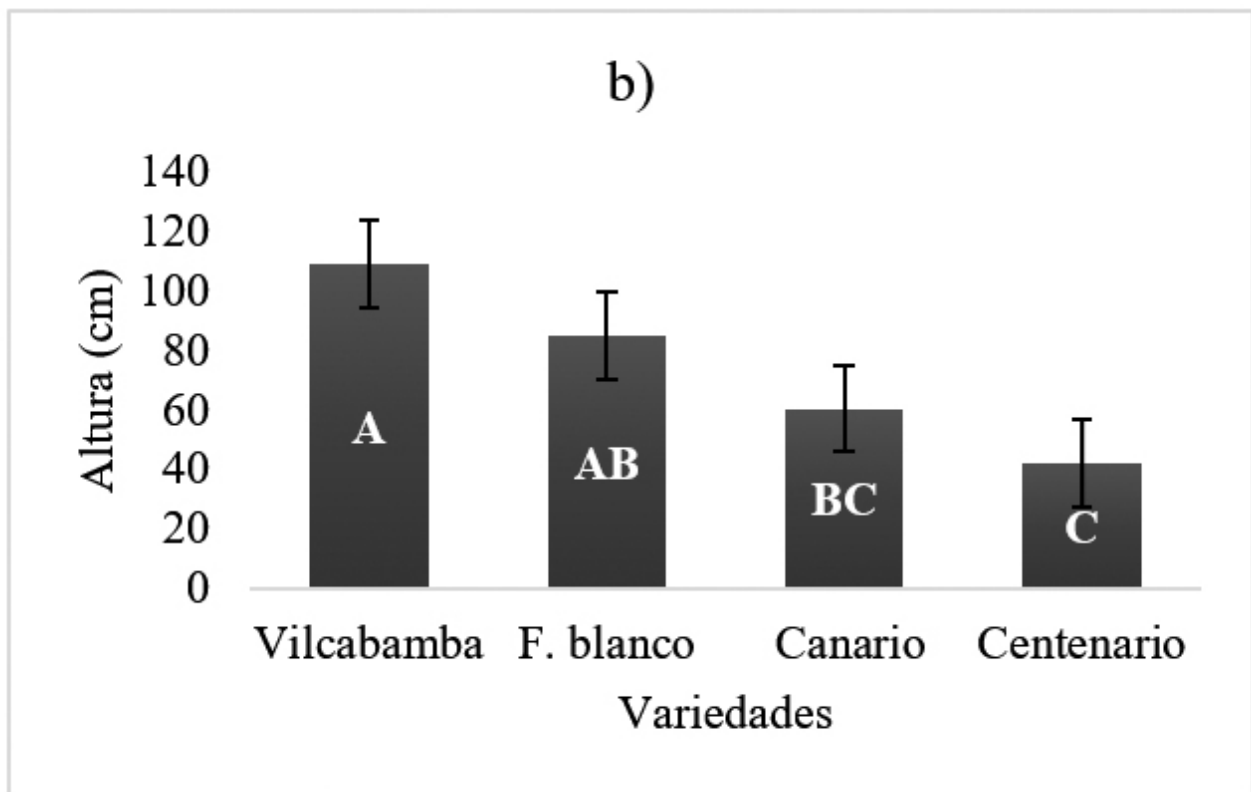 b)
140
120
100
80
60
40
20
0
Altura (cm)
A
AB
BC
C
Vilcabamba F. blanco Canario Centenario
Variedades